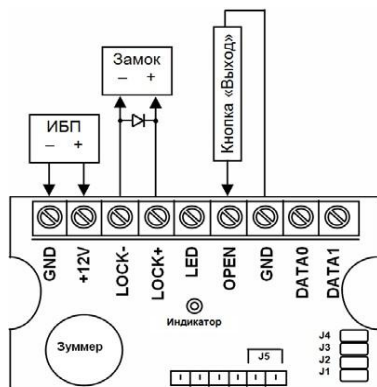 Замок
– +
ИБП
– +
Кнопка «Выход»
GND
+12V
LOCK-
LOCK+
LED
OPEN
GND
DATA0
DATA1
Индикатор
Зуммер
J5
J4
J3
J2
J1